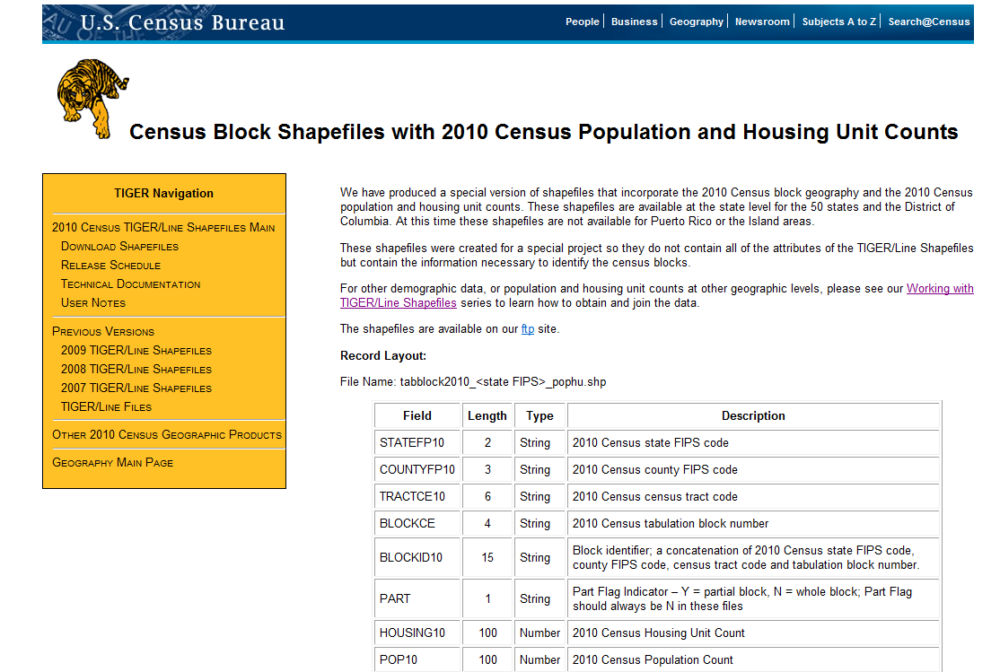 U.S. Census Bureau
People | Business | Geography | Newsroom | Subjects A to Z | Search@Census
Census Block Shapefiles with 2010 Census Population and Housing Unit Counts
TIGER Navigation
2010 Census TIGER/Line Shapefiles Main
Download Shapefiles
Release Schedule
Technical Documentation
User Notes
Previous Versions
2009 TIGER/Line Shapefiles
2008 TIGER/Line Shapefiles
2007 TIGER/Line Shapefiles
TIGER/Line Files
Other 2010 Census Geographic Products
Geography Main Page
We have produced a special version of shapefiles that incorporate the 2010 Census block geography and the 2010 Census
population and housing unit counts. These shapefiles are available at the state level for the 50 states and the District of
Columbia. At this time these shapefiles are not available for Puerto Rico or the Island areas.
These shapefiles were created for a special project so they do not contain all of the attributes of the TIGER/Line Shapefiles
but contain the information necessary to identify the census blocks.
For other demographic data, or population and housing unit counts at other geographic levels, please see our Working with
TIGER/Line Shapefiles series to learn how to obtain and join the data.
The shapefiles are available on our ftp site.
Record Layout:
File Name: tabblock2010_<state FIPS>_pophu.shp
Field Length Type Description
STATEFP10 2 String 2010 Census state FIPS code
COUNTYFP10 3 String 2010 Census county FIPS code
TRACTCE10 6 String 2010 Census census tract code
BLOCKCE 4 String 2010 Census tabulation block number
BLOCKID10 15 String Block identifier; a concatenation of 2010 Census state FIPS code,
county FIPS code, census tract code and tabulation block number.
PART 1 String Part Flag Indicator – Y = partial block, N = whole block; Part Flag
should always be N in these files
HOUSING10 100 Number 2010 Census Housing Unit Count
POP10 100 Number 2010 Census Population Count